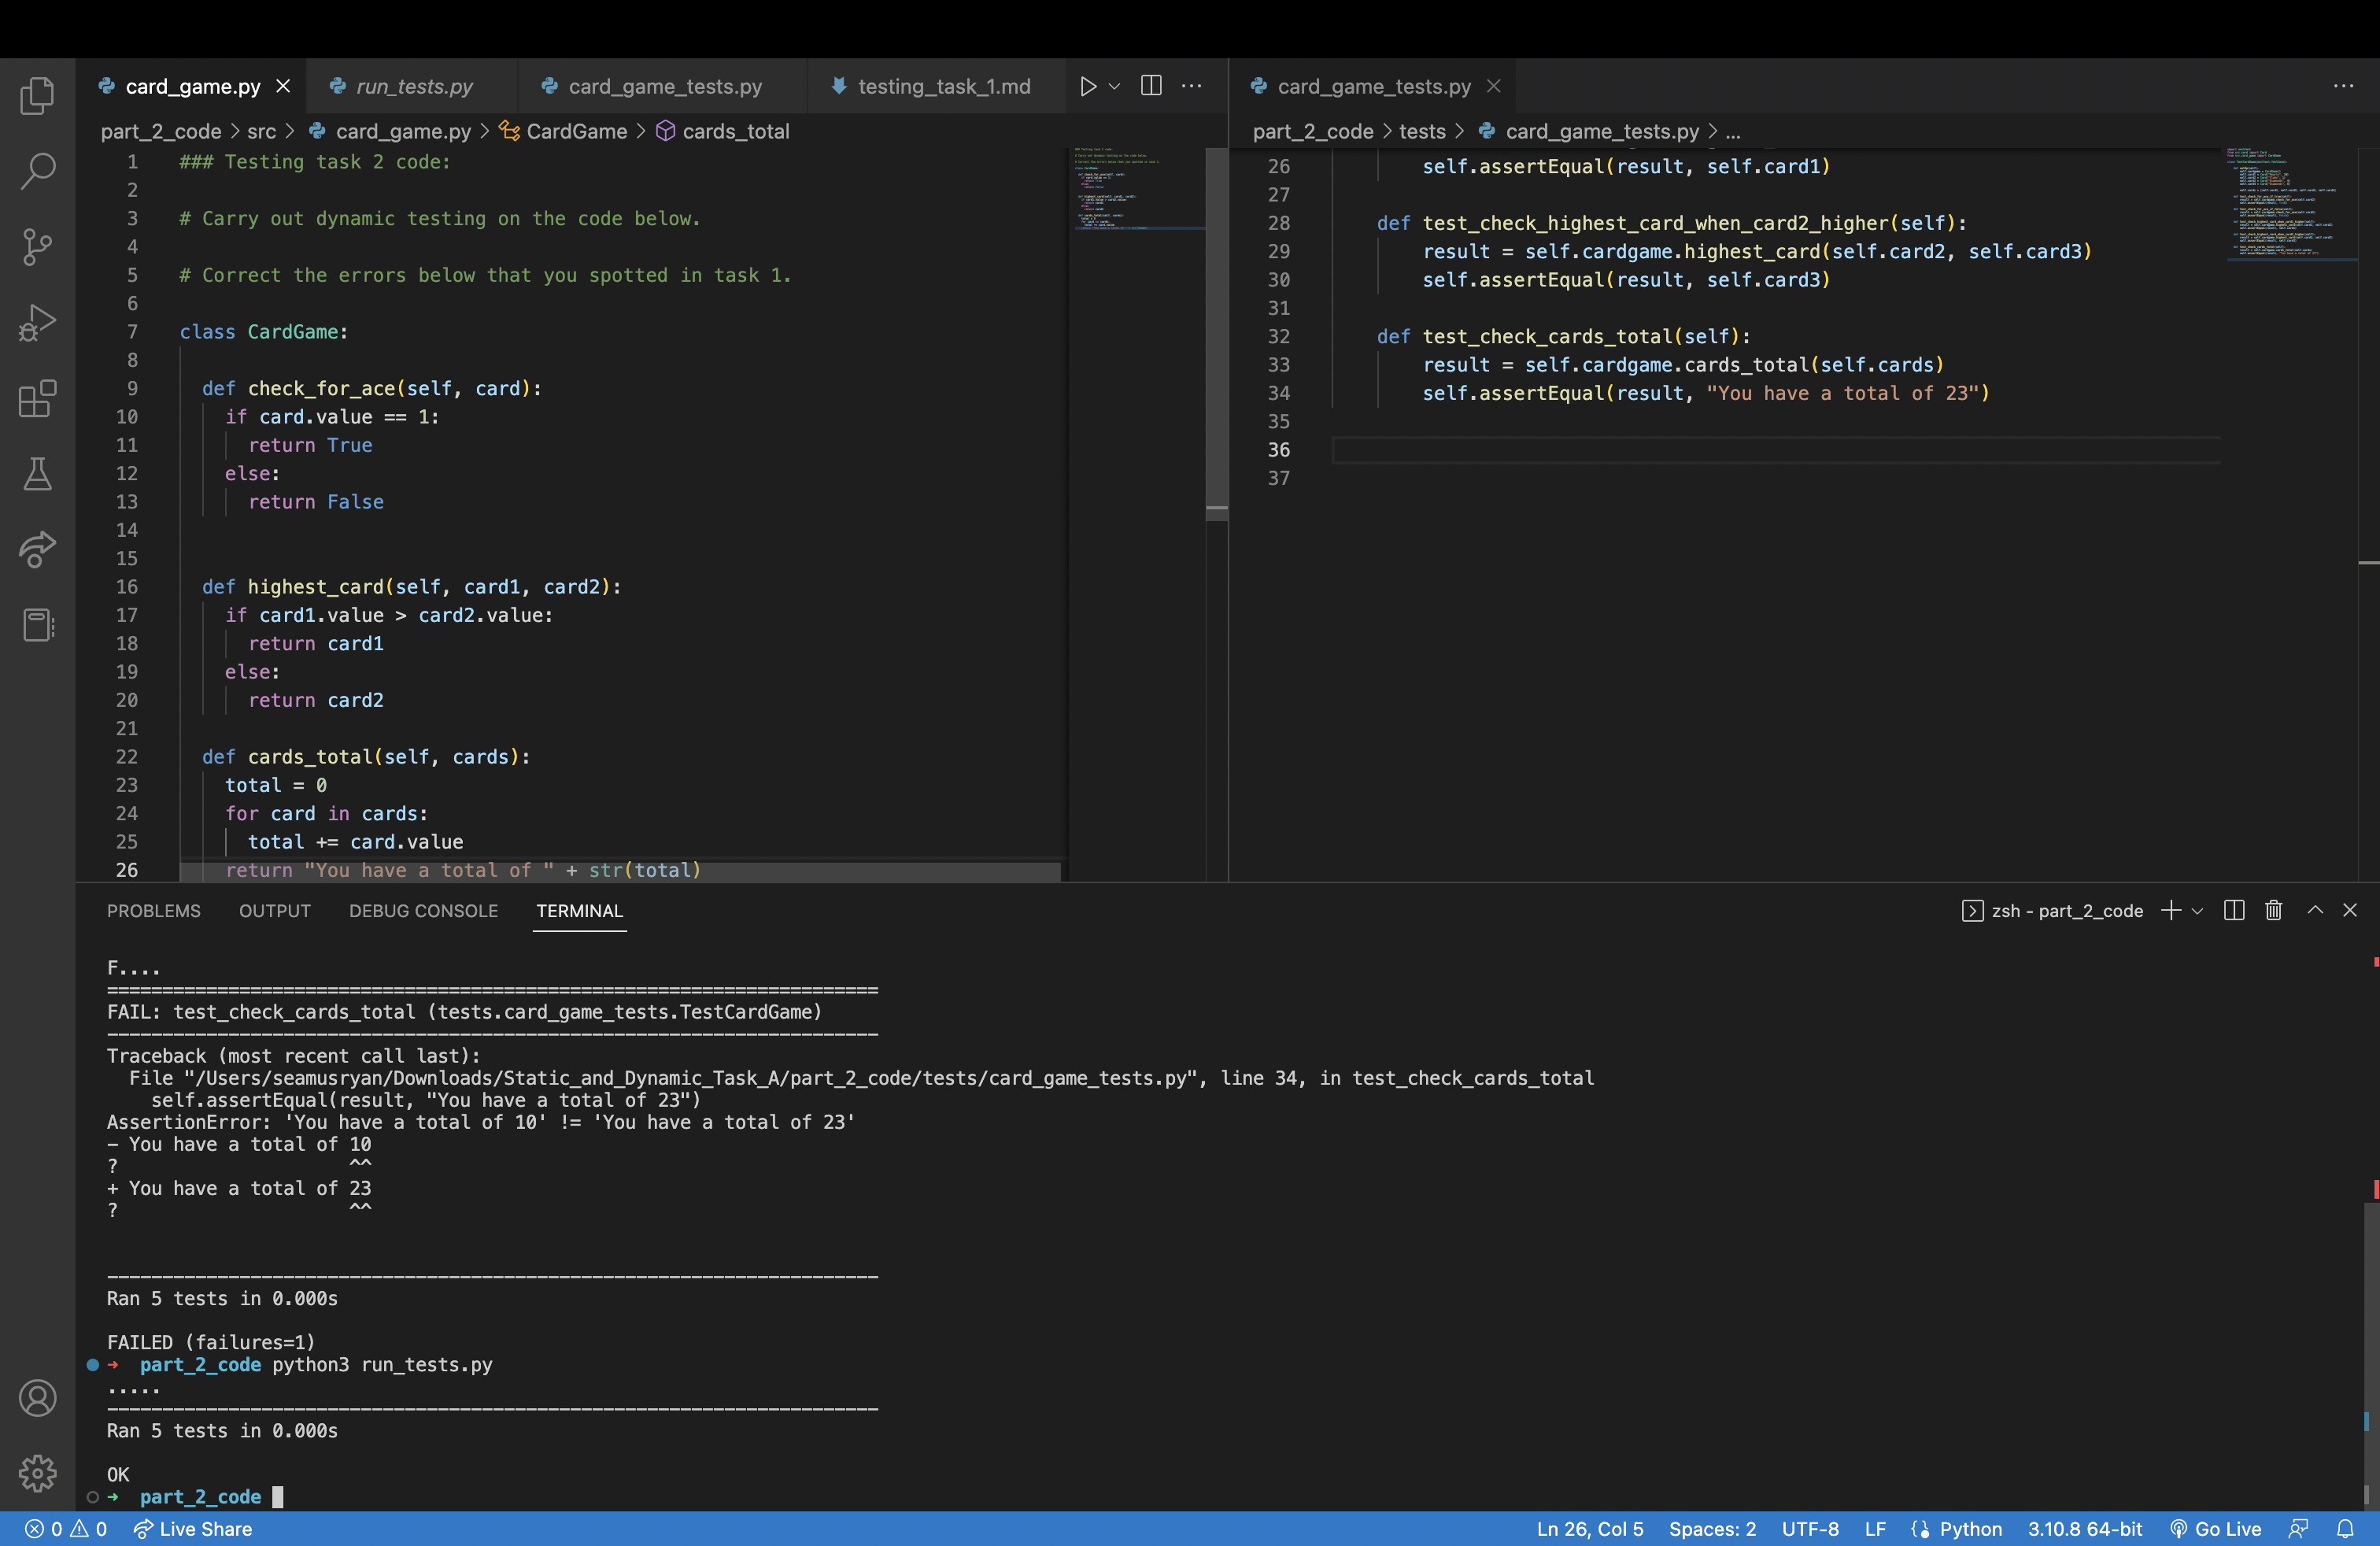 card_game.py
run_tests.py
card_game_tests.py
testing_task_1.md
part_2_code > src > card_game.py > CardGame > cards_total
1 ### Testing task 2 code:
2
3 # Carry out dynamic testing on the code below.
4
5 # Correct the errors below that you spotted in task 1.
6
7 class CardGame:
8
9 def check_for_ace(self, card):
10 if card.value == 1:
11 return True
12 else:
13 return False
14
15
16 def highest_card(self, card1, card2):
17 if card1.value > card2.value:
18 return card1
19 else:
20 return card2
21
22 def cards_total(self, cards):
23 total = 0
24 for card in cards:
25 total += card.value
26 return "You have a total of " + str(total)
card_game_tests.py
part_2_code > tests > card_game_tests.py > ...
26 self.assertEqual(result, self.card1)
27
28 def test_check_highest_card_when_card2_higher(self):
29 result = self.cardgame.highest_card(self.card2, self.card3)
30 self.assertEqual(result, self.card3)
31
32 def test_check_cards_total(self):
33 result = self.cardgame.cards_total(self.cards)
34 self.assertEqual(result, "You have a total of 23")
35
36
37
PROBLEMS OUTPUT DEBUG CONSOLE TERMINAL
zsh - part_2_code
F....
======================================================================
FAIL: test_check_cards_total (tests.card_game_tests.TestCardGame)
----------------------------------------------------------------------
Traceback (most recent call last):
File "/Users/seamusryan/Downloads/Static_and_Dynamic_Task_A/part_2_code/tests/card_game_tests.py", line 34, in test_check_cards_total
self.assertEqual(result, "You have a total of 23")
AssertionError: 'You have a total of 10' != 'You have a total of 23'
- You have a total of 10
? ^^
+ You have a total of 23
? ^^
----------------------------------------------------------------------
Ran 5 tests in 0.000s
FAILED (failures=1)
➜ part_2_code python3 run_tests.py
.....
----------------------------------------------------------------------
Ran 5 tests in 0.000s
OK
➜ part_2_code
0 0 Live Share
Ln 26, Col 5 Spaces: 2 UTF-8 LF Python 3.10.8 64-bit Go Live